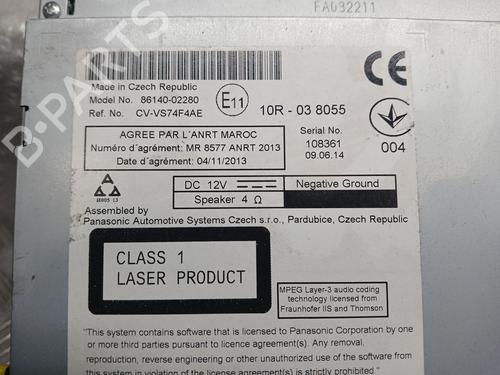 FA032211
B-PARTS
Made in Czech Republic
Model No. 86140-02280
Ref. No. CV-VS74F4AE
E11
10R - 03 8055
CE
AGREE PAR L'ANRT MAROC
Numéro d'agrément: MR 8577 ANRT 2013
Date d'agrément: 04/11/2013
Serial No.
108361
09.06.14
004
IE005 13
DC 12V
Negative Ground
Speaker 4 Ω
Assembled by
Panasonic Automotive Systems Czech s.r.o., Pardubice, Czech Republic
CLASS 1
LASER PRODUCT
MPEG Layer-3 audio coding
technology licensed from
Fraunhofer IIS and Thomson
"This system contains software that is licensed to Panasonic Corporation by one
or more third parties pursuant to licence agreement(s). Any removal,
reproduction, reverse engineering or other unauthorized use of the software
this system in violation of the license agreement(s) is strictly prohibited."